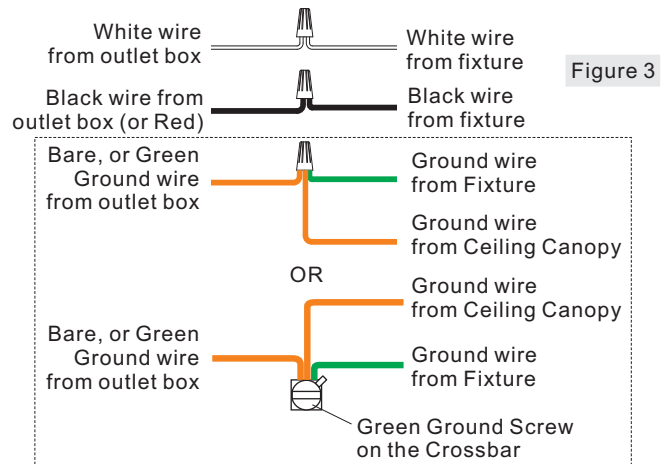 White wire
from outlet box
White wire
from fixture
Figure 3
Black wire from
outlet box (or Red)
Black wire
from fixture
Bare, or Green
Ground wire
from outlet box
Ground wire
from Fixture
Ground wire
from Ceiling Canopy
OR
Ground wire
from Ceiling Canopy
Bare, or Green
Ground wire
from outlet box
Ground wire
from Fixture
Green Ground Screw
on the Crossbar